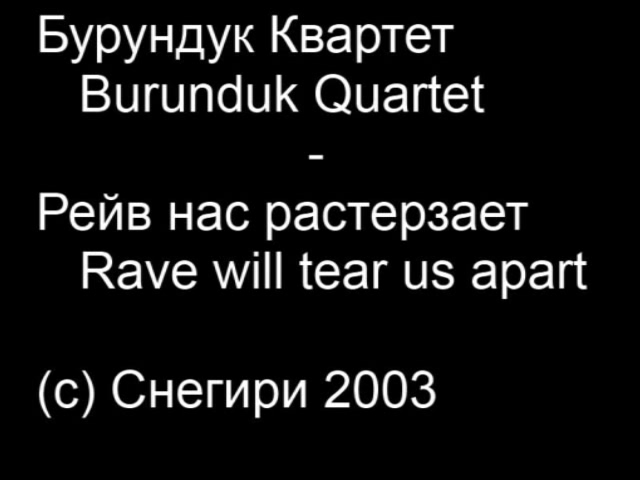 Бурундук Квартет
Burunduk Quartet
-
Рейв нас растерзает
Rave will tear us apart
(c) Снегири 2003